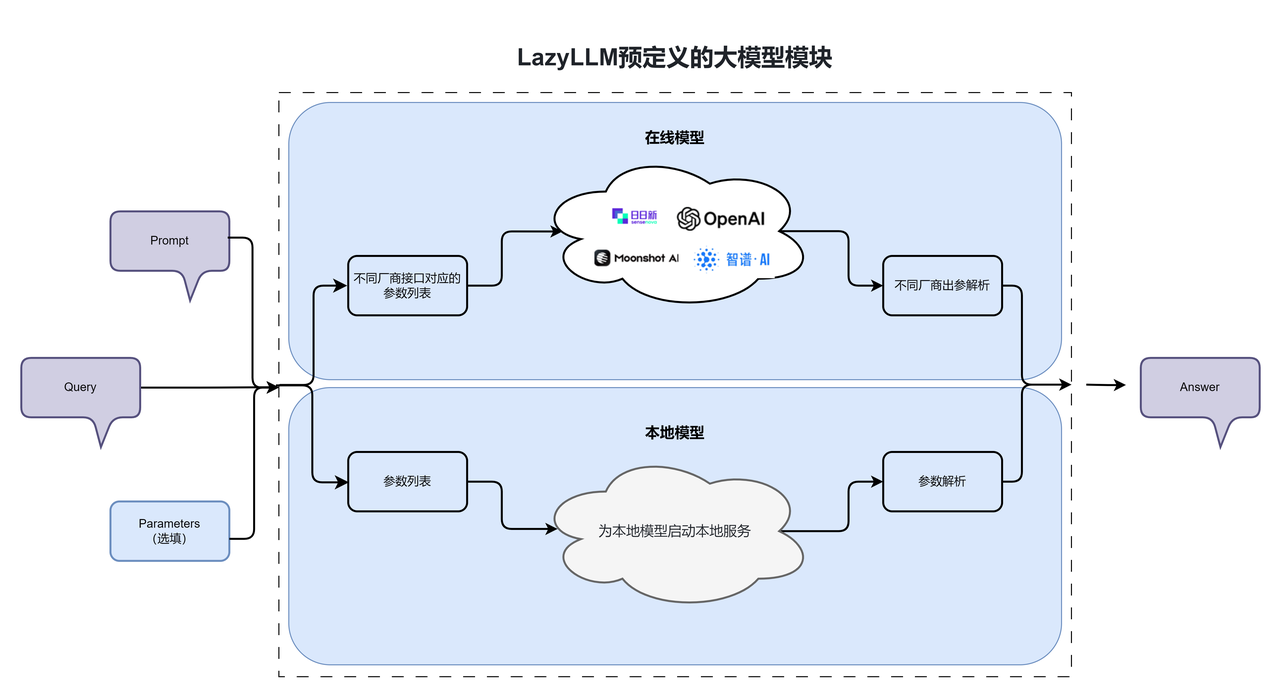 LazyLLM预定义的大模型模块
在线模型
日日新
sensenova
OpenAI
Moonshot AI
智谱·AI
不同厂商接口对应的
参数列表
不同厂商出参解析
Prompt
Query
Parameters
（选填）
Answer
本地模型
参数列表
为本地模型启动本地服务
参数解析